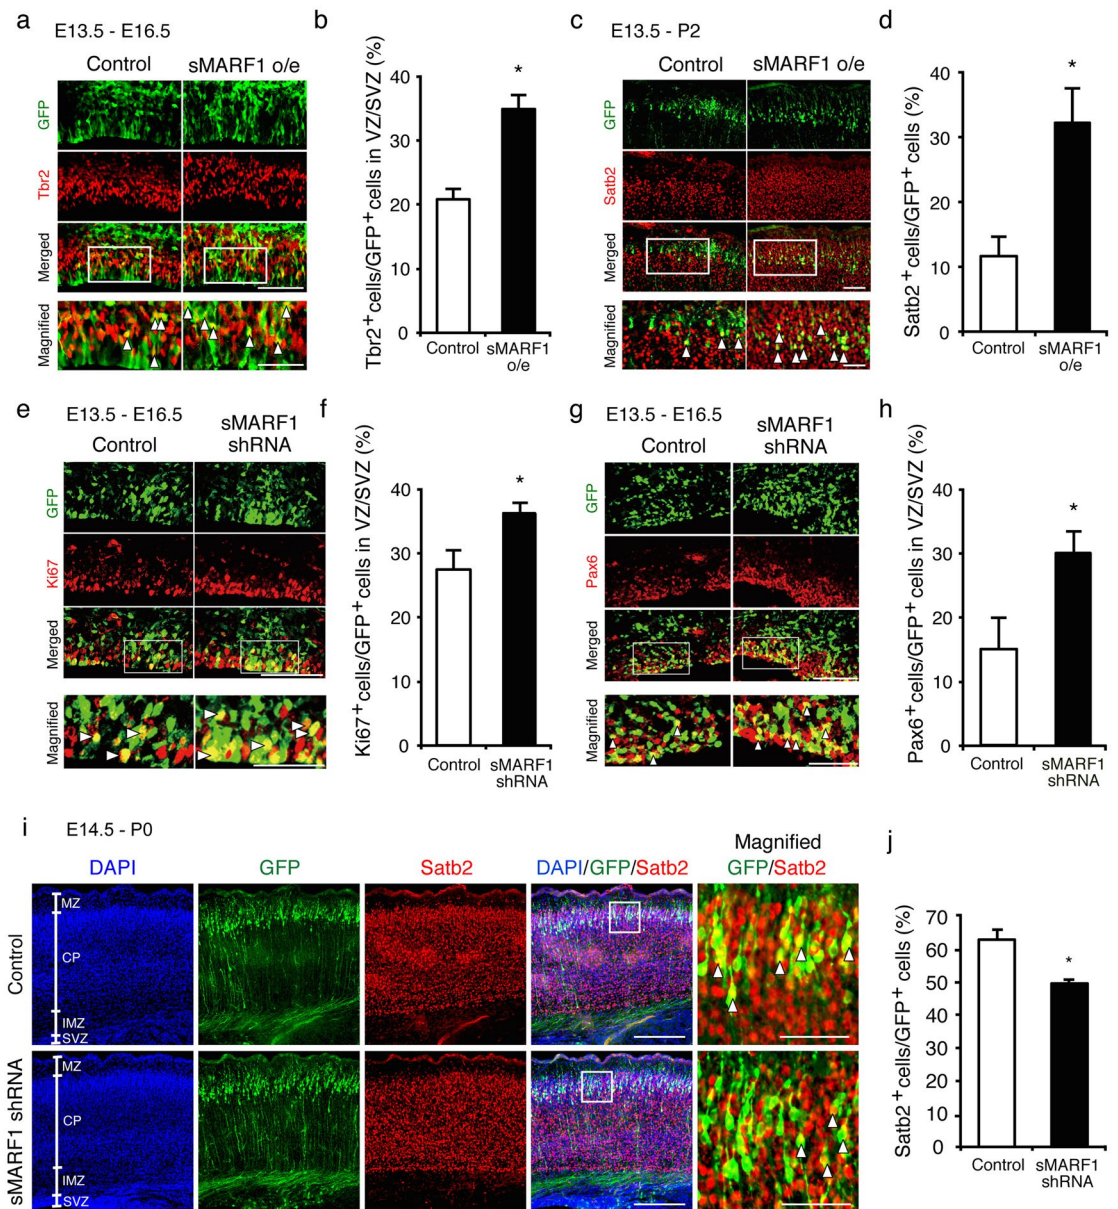 a
E13.5 - E16.5
Control
sMARF1 o/e
GFP
Tbr2
Merged
Magnified
b
Tbr2+ cells/GFP+ cells in VZ/SVZ (%)
40
30
20
10
0
*
Control
sMARF1
o/e
c
E13.5 - P2
Control
sMARF1 o/e
GFP
Satb2
Merged
Magnified
d
Satb2+ cells/GFP+ cells (%)
40
30
20
10
0
*
Control
sMARF1
o/e
e
E13.5 - E16.5
Control
sMARF1
shRNA
GFP
Ki67
Merged
Magnified
f
Ki67+ cells/GFP+ cells in VZ/SVZ (%)
40
30
20
10
0
*
Control
sMARF1
shRNA
g
E13.5 - E16.5
Control
sMARF1
shRNA
GFP
Pax6
Merged
Magnified
h
Pax6+ cells/GFP+ cells in VZ/SVZ (%)
40
30
20
10
0
*
Control
sMARF1
shRNA
i
E14.5 - P0
DAPI
GFP
Satb2
DAPI/GFP/Satb2
Magnified
GFP/Satb2
Control
MZ
CP
IMZ
SVZ
sMARF1 shRNA
MZ
CP
IMZ
SVZ
j
Satb2+ cells/GFP+ cells (%)
70
60
50
40
30
20
10
0
*
Control
sMARF1
shRNA